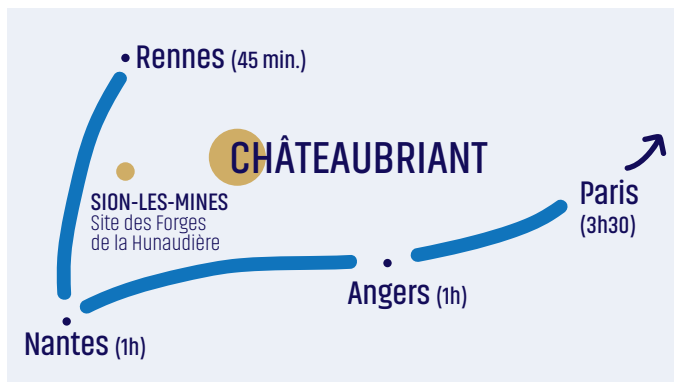 Rennes (45 min.)
CHÂTEAUBRIANT
SION-LES-MINES
Site des Forges
de la Hunaudière
Paris
(3h30)
Angers (1h)
Nantes (1h)